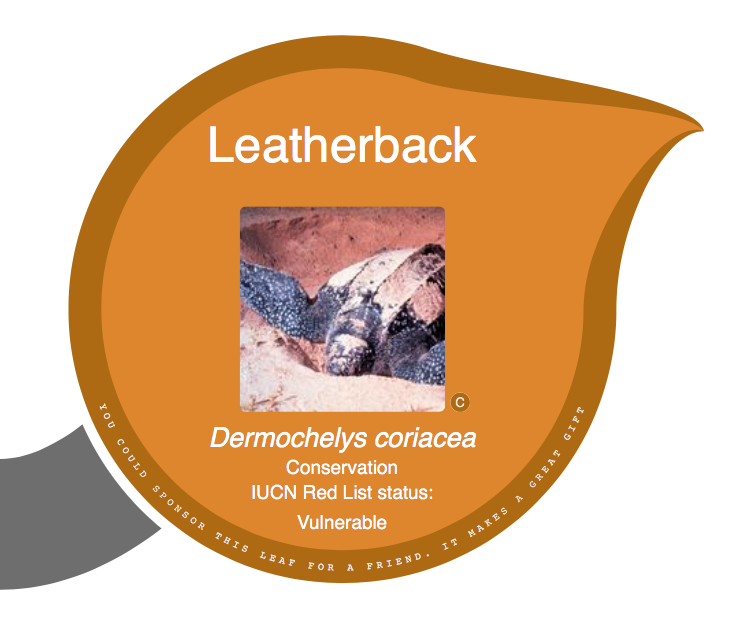 Leatherback
C
Dermochelys coriacea
Conservation
IUCN Red List status:
Vulnerable
YOU COULD SPONSOR THIS LEAF FOR A FRIEND. IT MAKES A GREAT GIFT